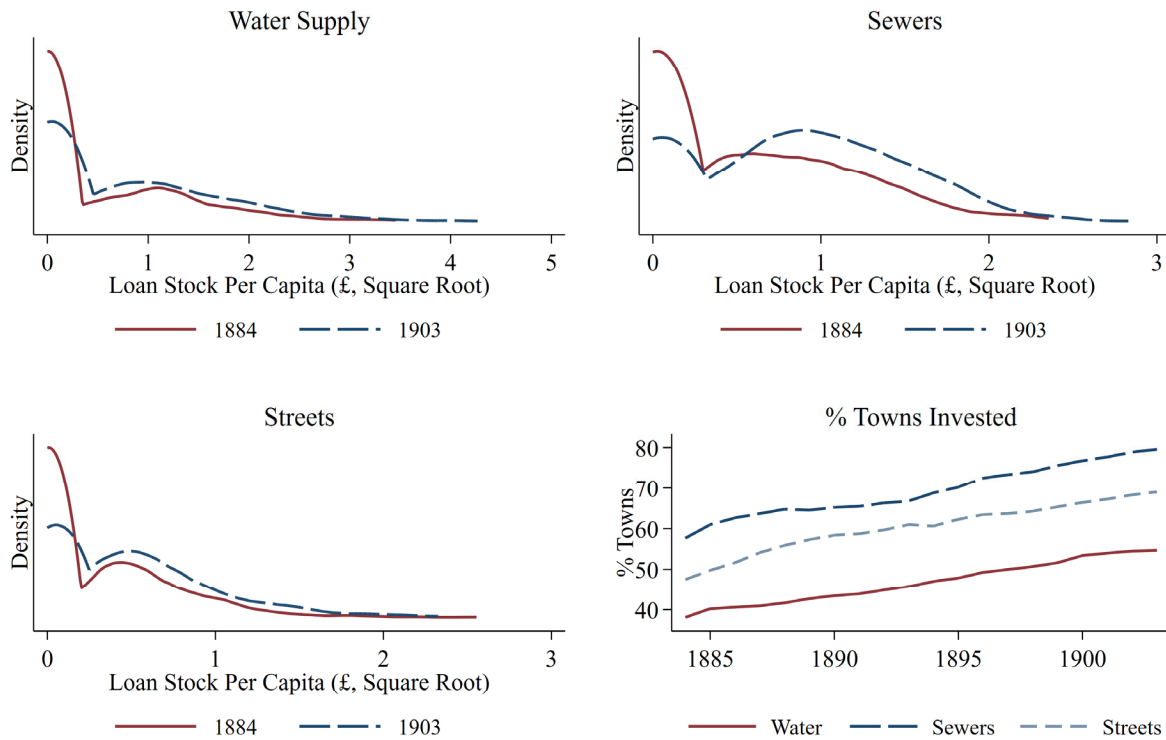 Water Supply
Density
0 1 2 3 4 5
Loan Stock Per Capita (£, Square Root)
1884 1903
Sewers
Density
0 1 2 3
Loan Stock Per Capita (£, Square Root)
1884 1903
Streets
Density
0 1 2 3
Loan Stock Per Capita (£, Square Root)
1884 1903
% Towns Invested
% Towns
80
70
60
50
40
1885 1890 1895 1900
Water Sewers Streets